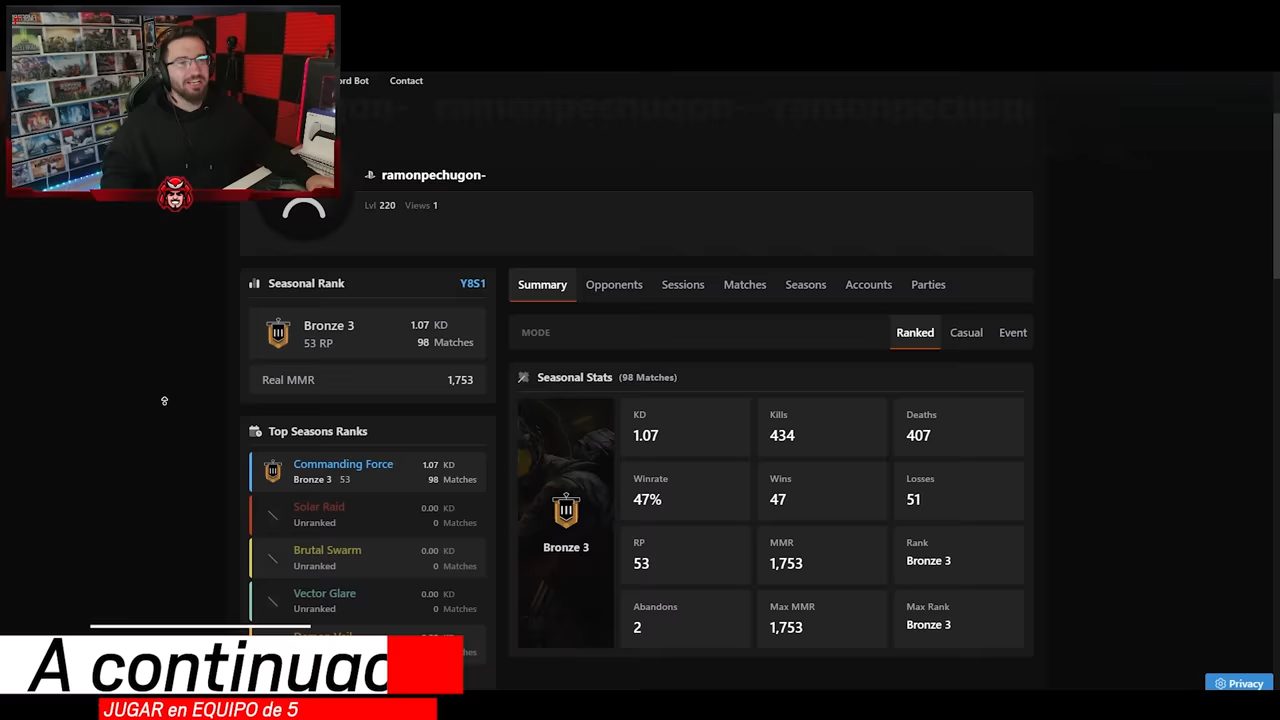 ord Bot
Contact
ramonpechugon-
ramonpechugon-
Lvl 220 Views 1
Seasonal Rank Y8S1
Bronze 3 1.07 KD
53 RP 98 Matches
Real MMR 1,753
Top Seasons Ranks
Commanding Force 1.07 KD
Bronze 3 53 98 Matches
Solar Raid 0.00 KD
Unranked 0 Matches
Brutal Swarm 0.00 KD
Unranked 0 Matches
Vector Glare 0.00 KD
Unranked 0 Matches
Summary Opponents Sessions Matches Seasons Accounts Parties
MODE Ranked Casual Event
Seasonal Stats (98 Matches)
Bronze 3
KD Kills Deaths
1.07 434 407
Winrate Wins Losses
47% 47 51
RP MMR Rank
53 1,753 Bronze 3
Abandons Max MMR Max Rank
2 1,753 Bronze 3
A continuac
JUGAR en EQUIPO de 5
Privacy